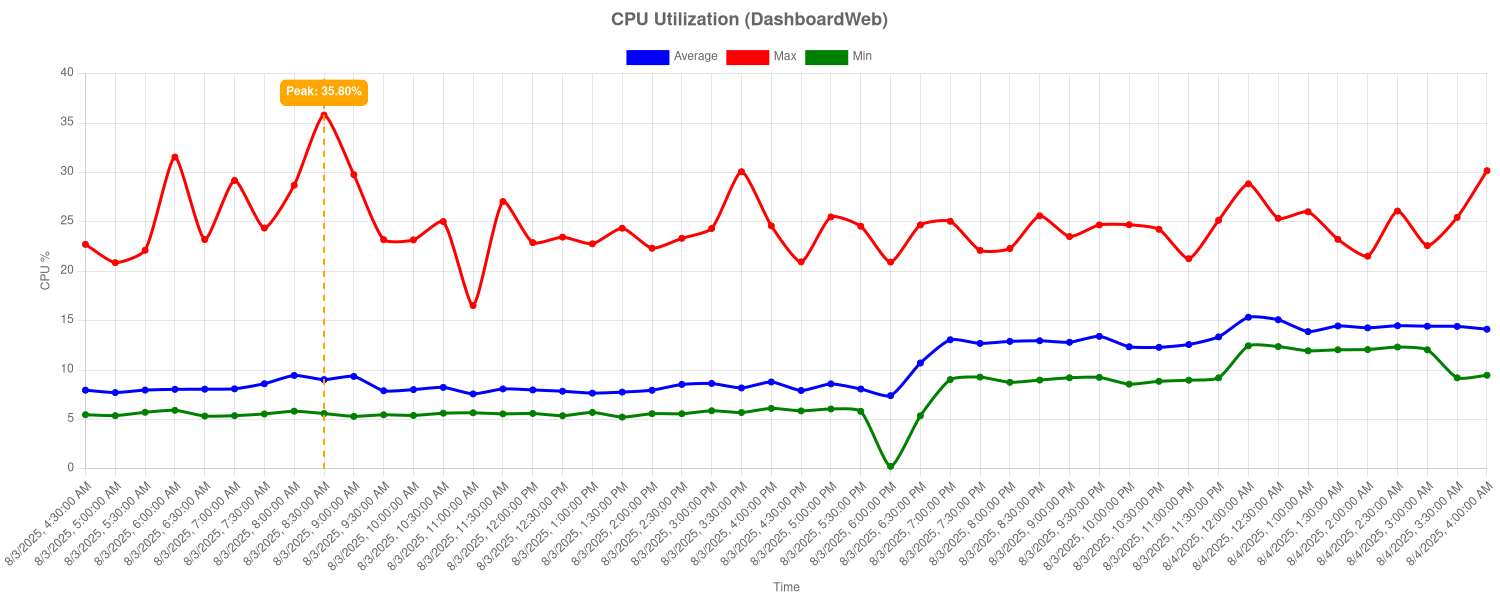 CPU Utilization (DashboardWeb)
Average Max Min
Peak: 35.80%
CPU %
40
35
30
25
20
15
10
5
0
8/3/2025, 4:30:00 AM
8/3/2025, 5:00:00 AM
8/3/2025, 5:30:00 AM
8/3/2025, 6:00:00 AM
8/3/2025, 6:30:00 AM
8/3/2025, 7:00:00 AM
8/3/2025, 7:30:00 AM
8/3/2025, 8:00:00 AM
8/3/2025, 8:30:00 AM
8/3/2025, 9:00:00 AM
8/3/2025, 9:30:00 AM
8/3/2025, 10:00:00 AM
8/3/2025, 10:30:00 AM
8/3/2025, 11:00:00 AM
8/3/2025, 11:30:00 AM
8/3/2025, 12:00:00 PM
8/3/2025, 12:30:00 PM
8/3/2025, 1:00:00 PM
8/3/2025, 1:30:00 PM
8/3/2025, 2:00:00 PM
8/3/2025, 2:30:00 PM
8/3/2025, 3:00:00 PM
8/3/2025, 3:30:00 PM
8/3/2025, 4:00:00 PM
8/3/2025, 4:30:00 PM
8/3/2025, 5:00:00 PM
8/3/2025, 5:30:00 PM
8/3/2025, 6:00:00 PM
8/3/2025, 6:30:00 PM
8/3/2025, 7:00:00 PM
8/3/2025, 7:30:00 PM
8/3/2025, 8:00:00 PM
8/3/2025, 8:30:00 PM
8/3/2025, 9:00:00 PM
8/3/2025, 9:30:00 PM
8/3/2025, 10:00:00 PM
8/3/2025, 10:30:00 PM
8/3/2025, 11:00:00 PM
8/3/2025, 11:30:00 PM
8/4/2025, 12:00:00 AM
8/4/2025, 12:30:00 AM
8/4/2025, 1:00:00 AM
8/4/2025, 1:30:00 AM
8/4/2025, 2:00:00 AM
8/4/2025, 2:30:00 AM
8/4/2025, 3:00:00 AM
8/4/2025, 3:30:00 AM
8/4/2025, 4:00:00 AM
Time